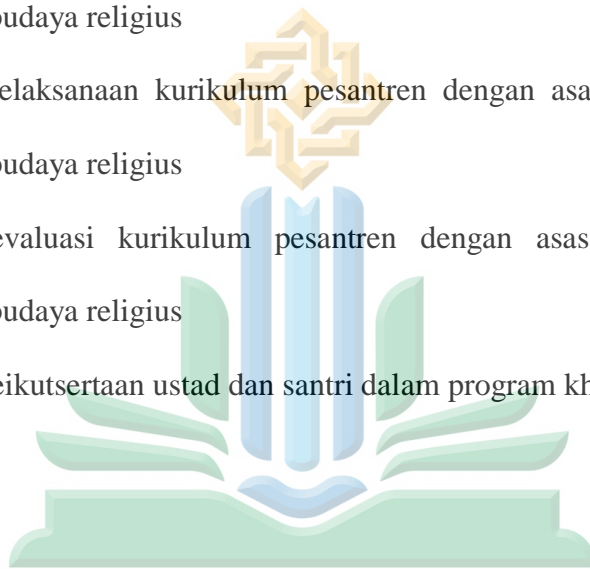 budaya religius
elaksanaan kurikulum pesantren dengan asa
budaya religius
evaluasi kurikulum pesantren dengan asas
budaya religius
eikutsertaan ustad dan santri dalam program kh